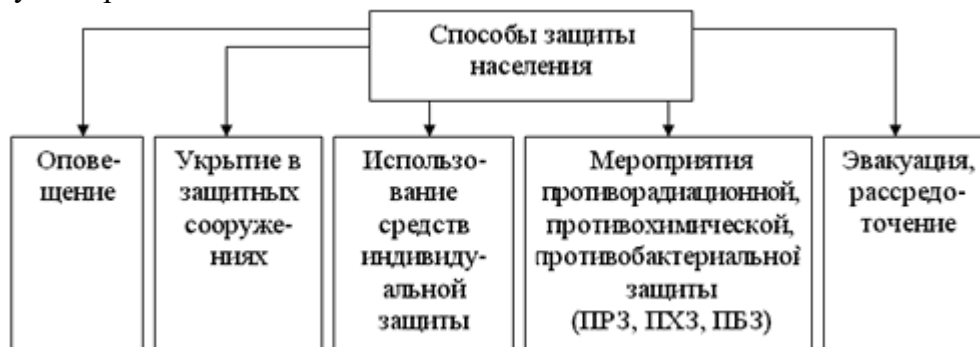 Способы защиты
населения
Опове-
щение
Укрытие в
защитных
сооруже-
ниях
Использо-
вание
средств
индивиду-
альной
защиты
Мероприятия
противорадиационной,
противохимической,
противобактериальной
защиты
(ПРЗ, ПХЗ, ПБЗ)
Эвакуация,
рассредо-
точение